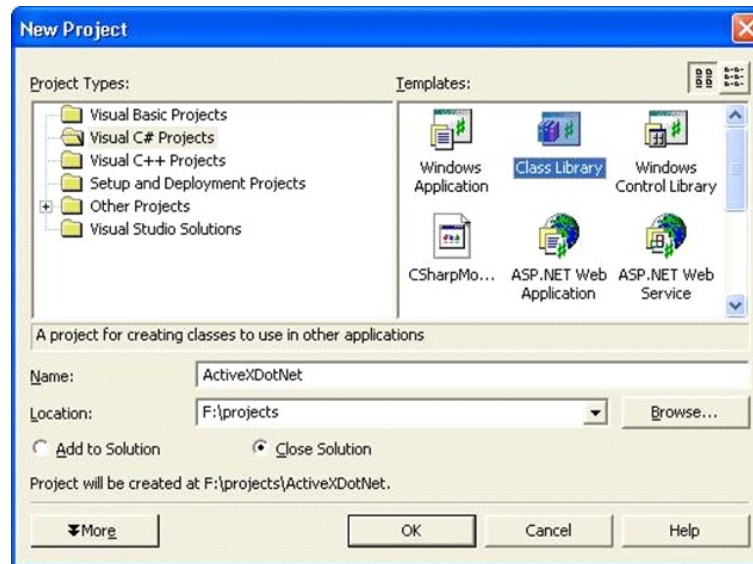 New Project
Project Types:
Templates:
Visual Basic Projects
Visual C# Projects
Visual C++ Projects
Setup and Deployment Projects
Other Projects
Visual Studio Solutions
Windows Application
Class Library
Windows Control Library
CSharpMo...
ASP.NET Web Application
ASP.NET Web Service
A project for creating classes to use in other applications
Name:
ActiveXDotNet
Location:
F:\projects
Browse...
Add to Solution
Close Solution
Project will be created at F:\projects\ActiveXDotNet.
More
OK
Cancel
Help